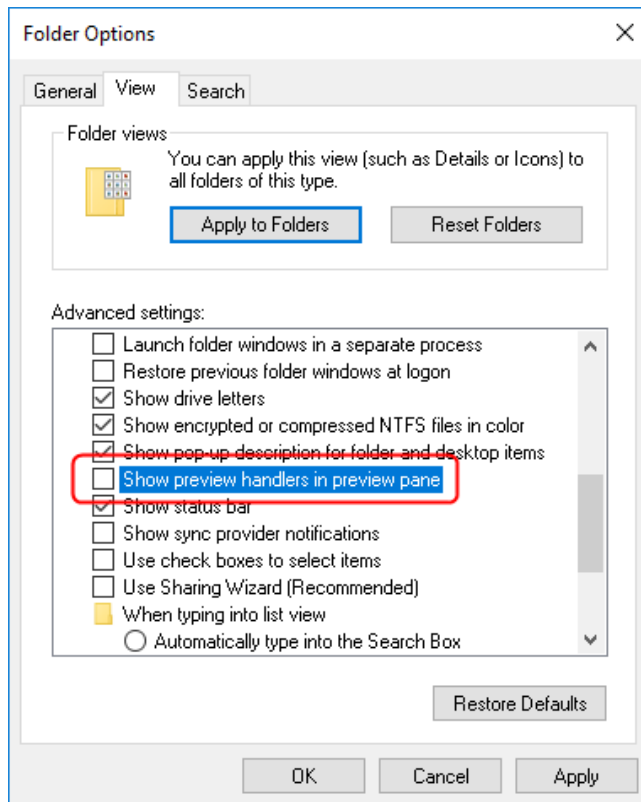 Folder Options
General View Search
Folder views
You can apply this view (such as Details or Icons) to
all folders of this type.
Apply to Folders Reset Folders
Advanced settings:
Launch folder windows in a separate process
Restore previous folder windows at logon
Show drive letters
Show encrypted or compressed NTFS files in color
Show pop-up description for folder and desktop items
Show preview handlers in preview pane
Show status bar
Show sync provider notifications
Use check boxes to select items
Use Sharing Wizard (Recommended)
When typing into list view
Automatically type into the Search Box
Restore Defaults
OK Cancel Apply